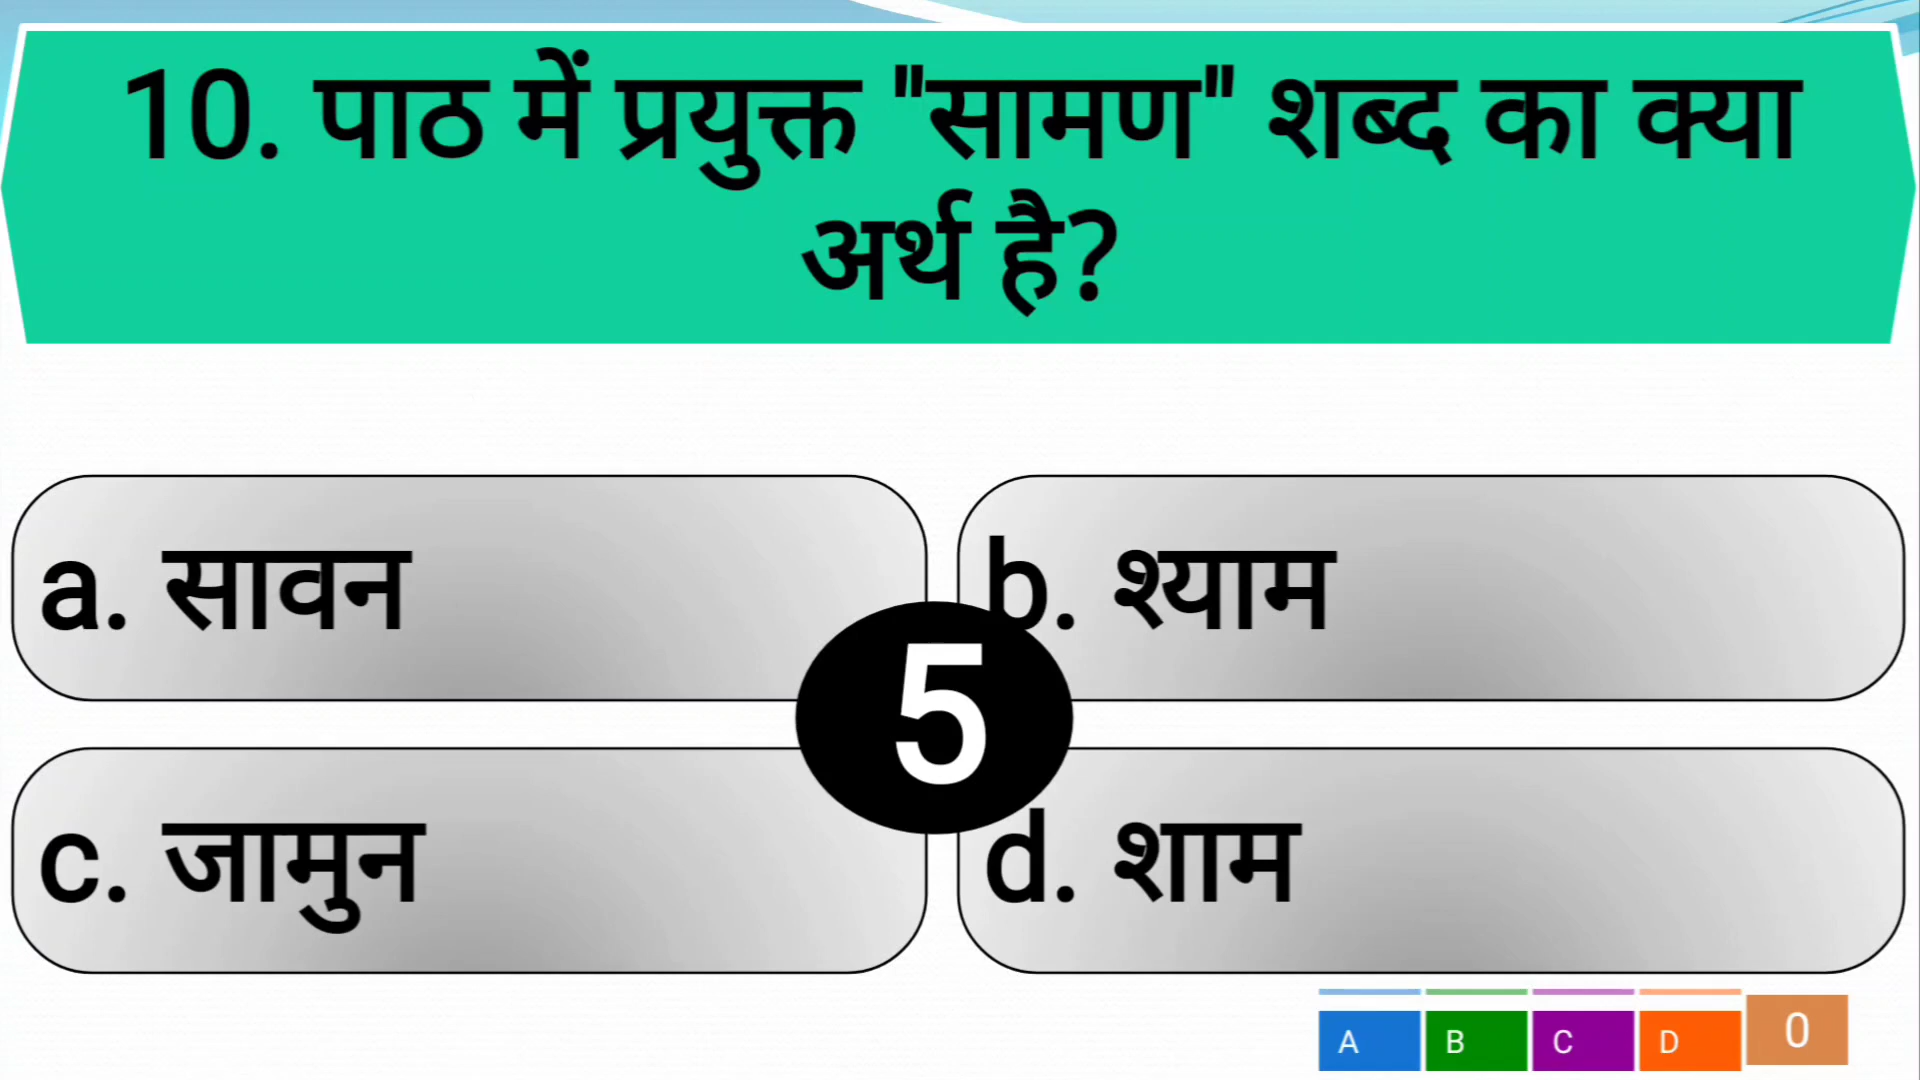 10. पाठ में प्रयुक्त "सामण" शब्द का क्या
अर्थ है?
a. सावन
b. श्याम
5
c. जामुन
d. शाम
A B C D 0